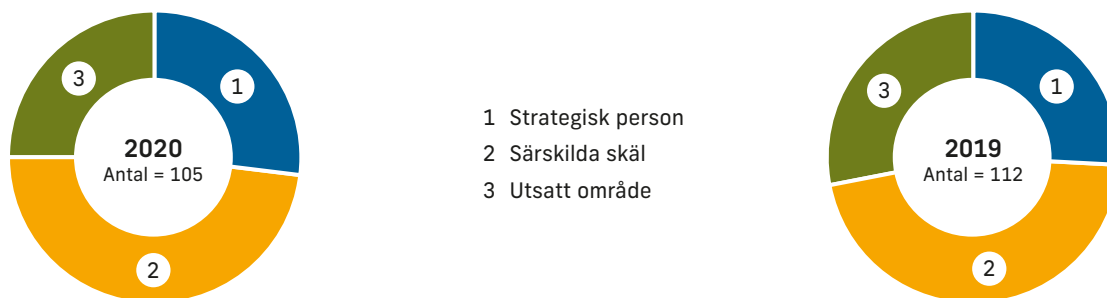 3
1
2020
Antal = 105
2
1 Strategisk person
2 Särskilda skäl
3 Utsatt område
3
1
2019
Antal = 112
2